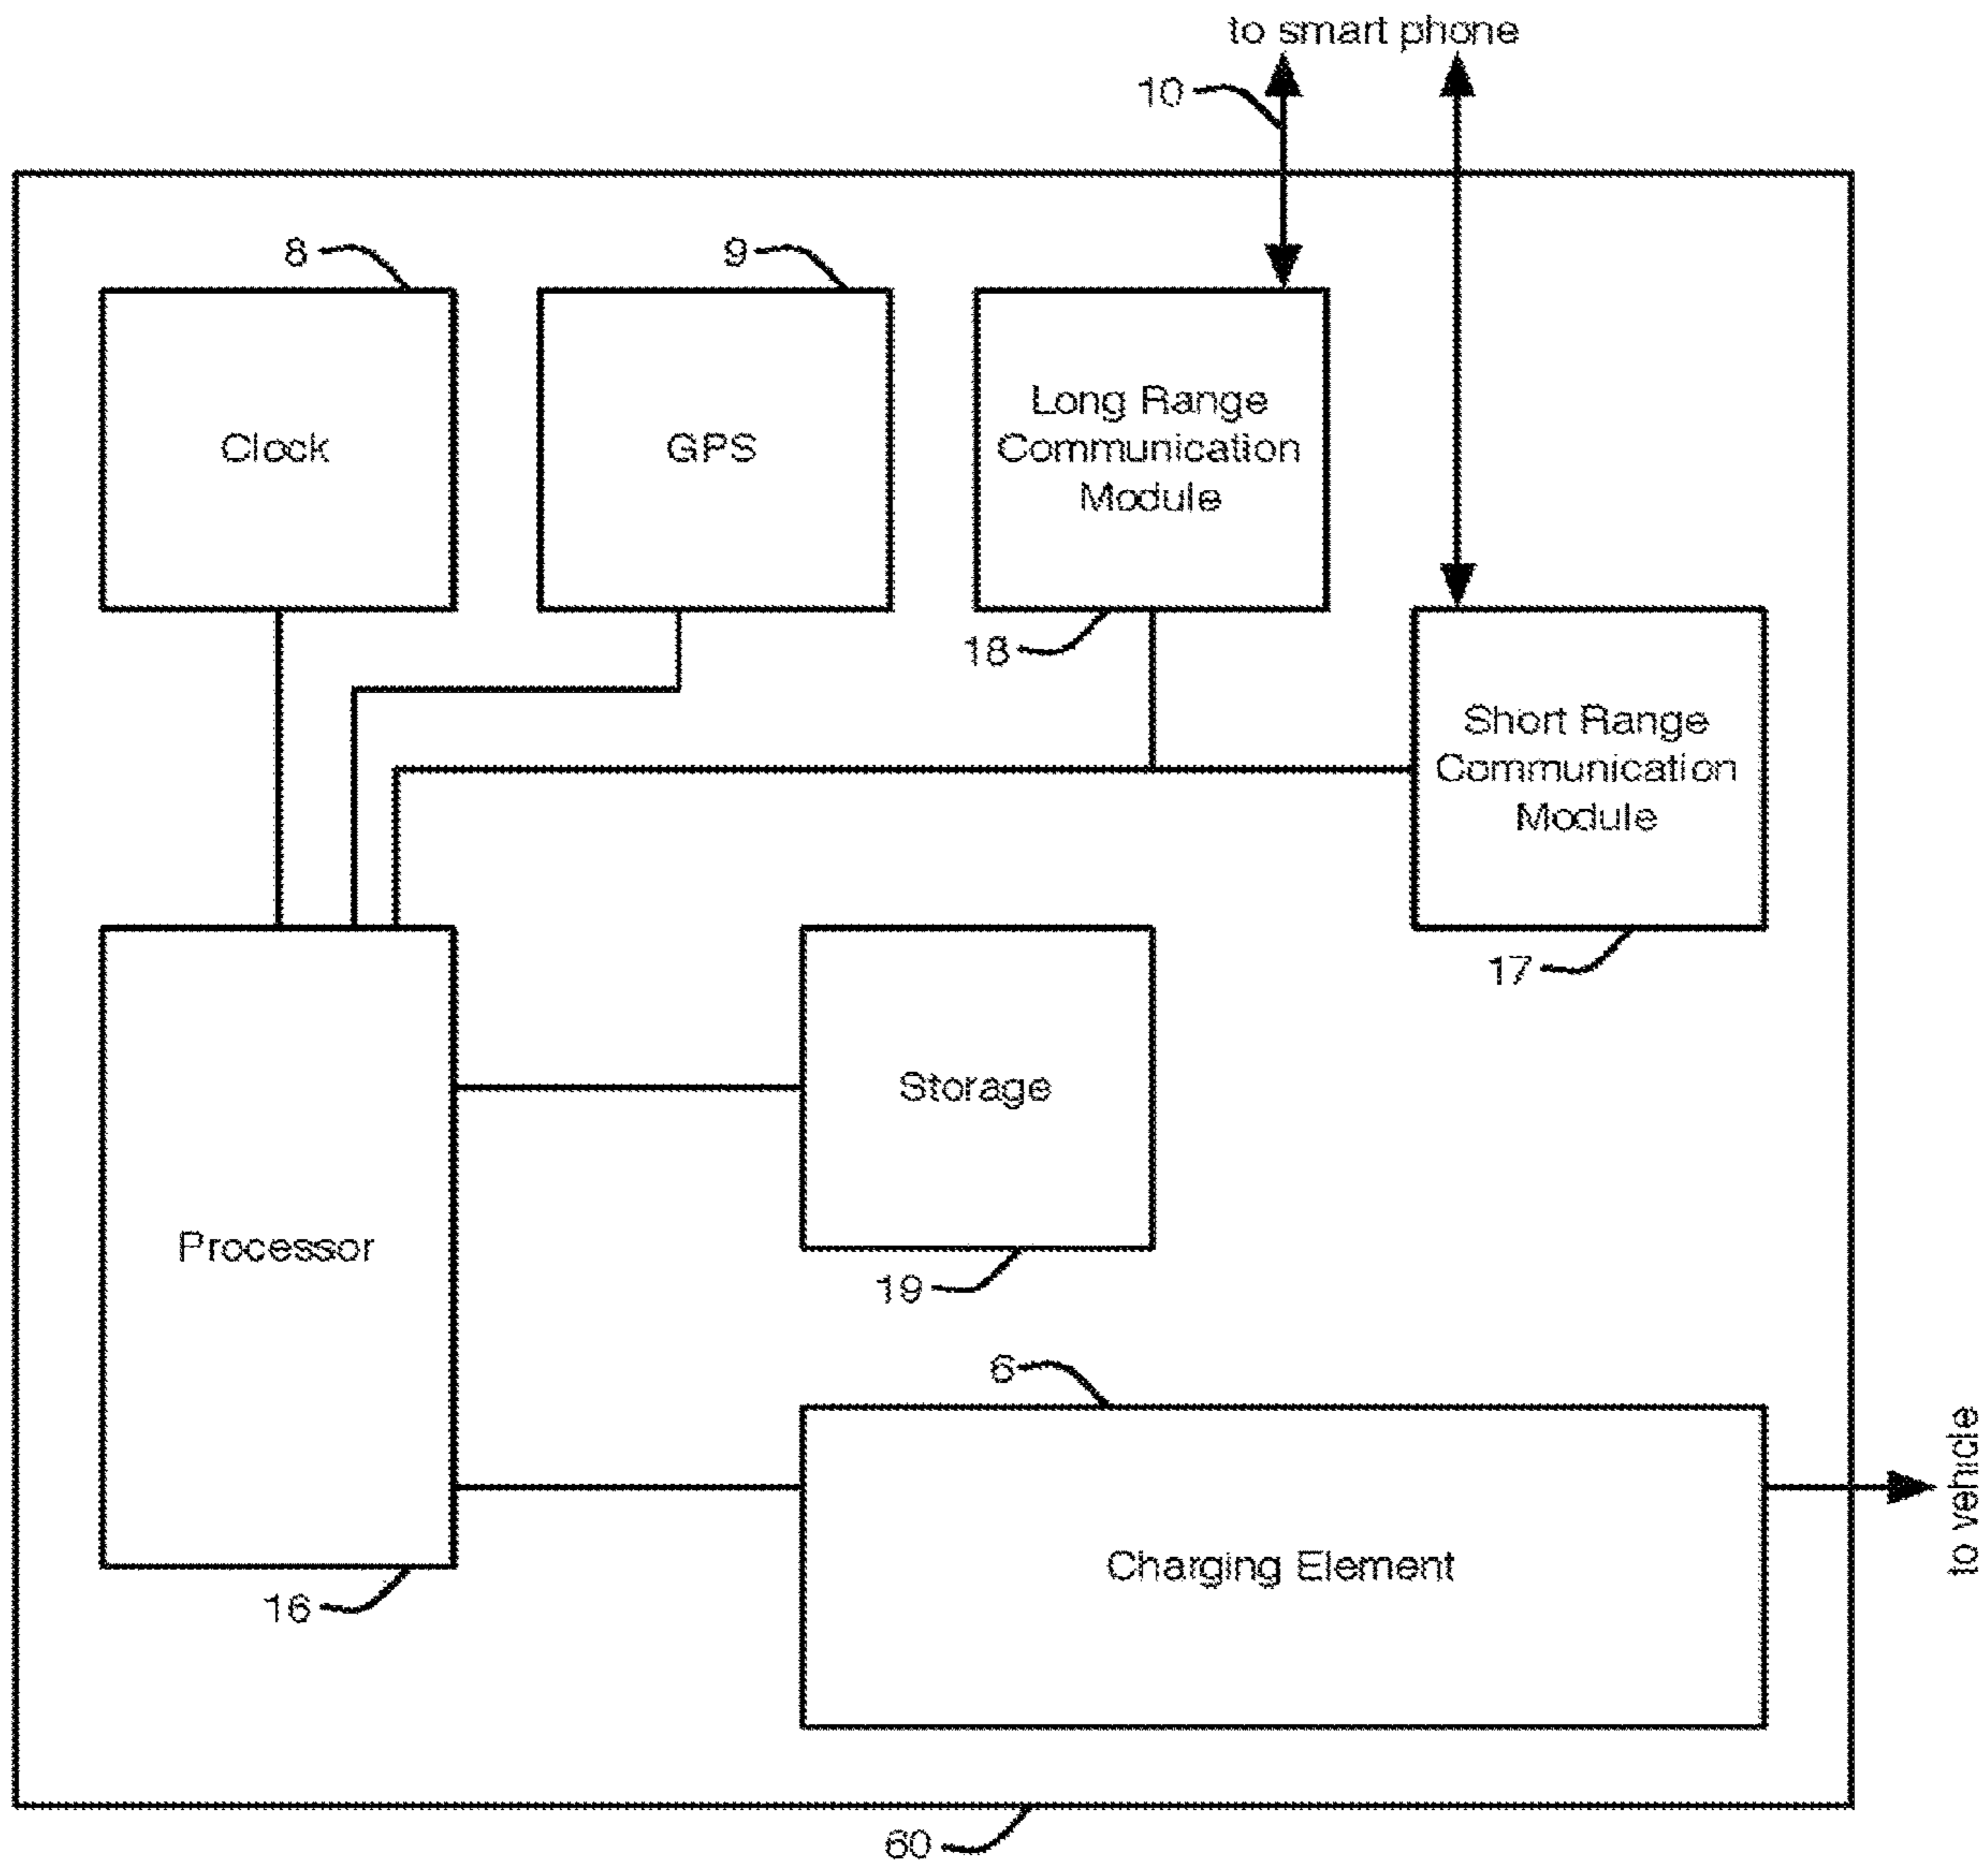 to smart phone
10
8
9
Clock
GPS
Long Range
Communication
Module
18
Short Range
Communication
Module
17
Storage
19
Processor
16
6
Charging Element
to vehicle
60